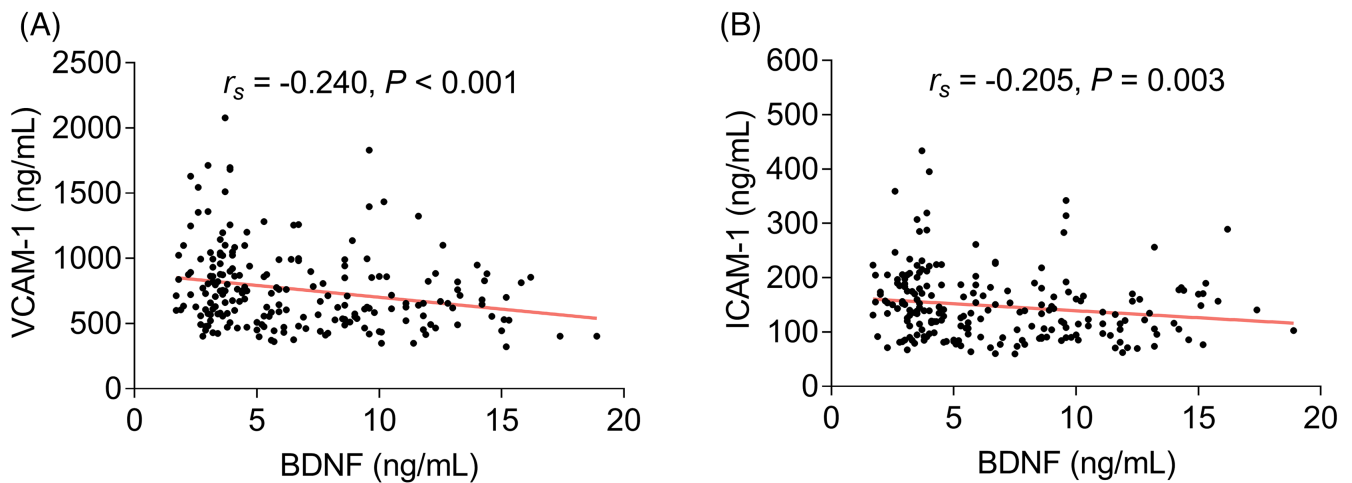 (A)
2500
2000
1500
1000
500
0
VCAM-1 (ng/mL)
rs = -0.240, P < 0.001
0 5 10 15 20
BDNF (ng/mL)
(B)
600
500
400
300
200
100
0
ICAM-1 (ng/mL)
rs = -0.205, P = 0.003
0 5 10 15 20
BDNF (ng/mL)